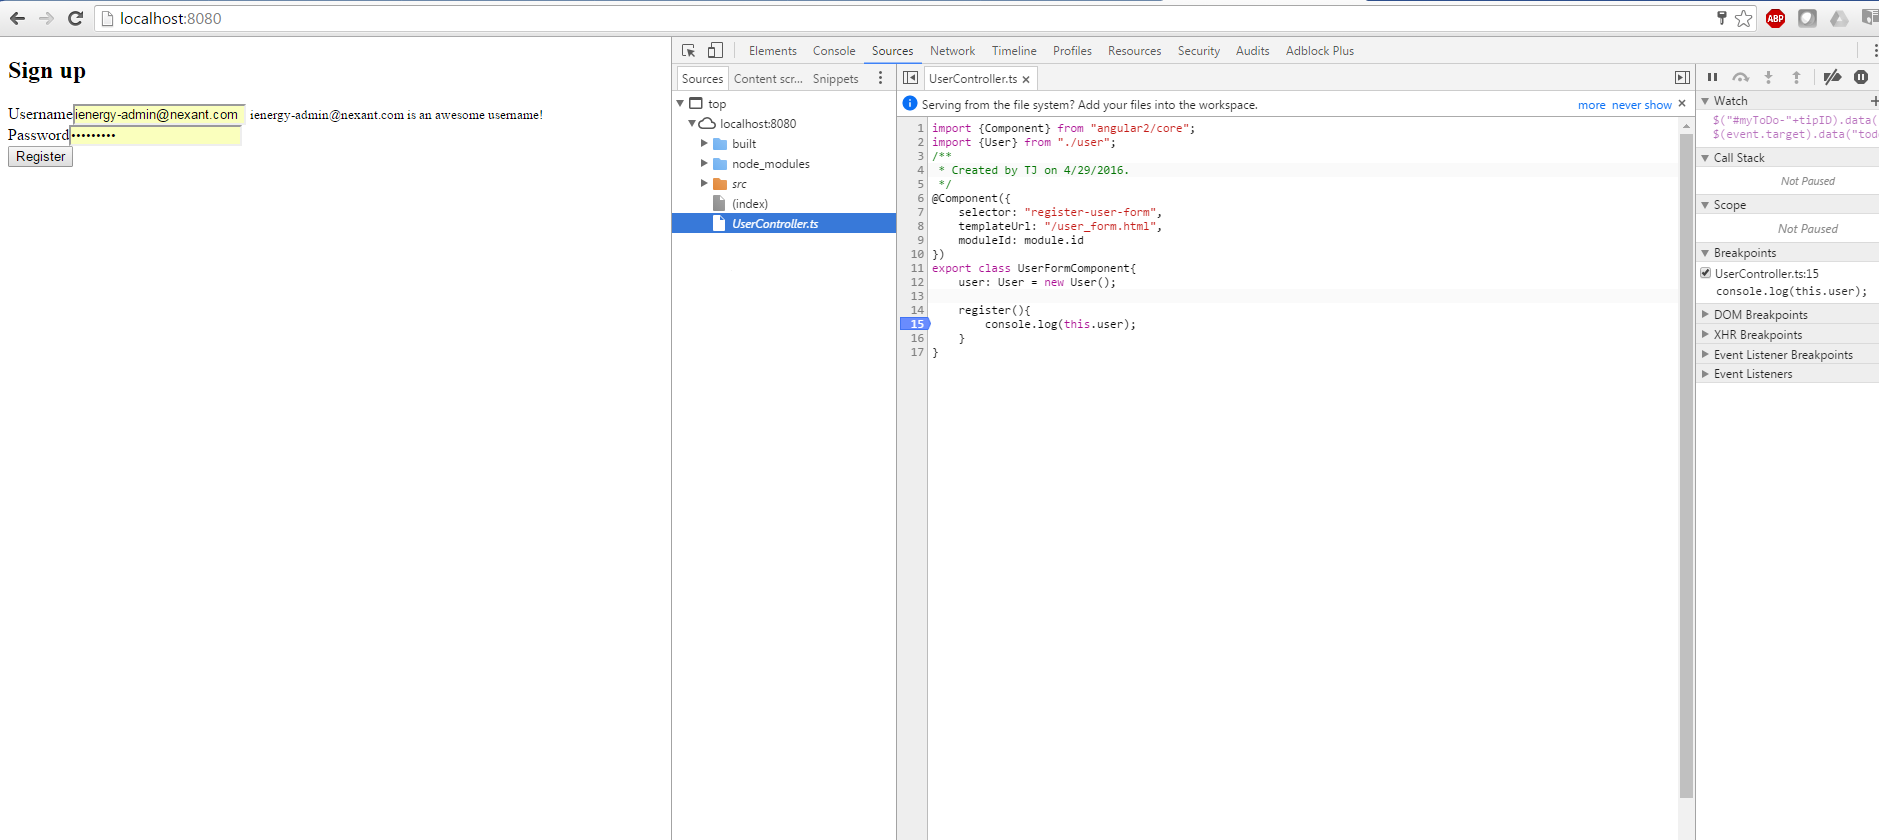 localhost:8080
ABP
Sign up
Username ienergy-admin@nexant.com ienergy-admin@nexant.com is an awesome username!
Password •••••••••
Register
Elements Console Sources Network Timeline Profiles Resources Security Audits Adblock Plus
Sources Content scr... Snippets
top
localhost:8080
built
node_modules
src
(index)
UserController.ts
UserController.ts ×
Serving from the file system? Add your files into the workspace. more never show ×
1 import {Component} from "angular2/core";
2 import {User} from "./user";
3 /**
4  * Created by TJ on 4/29/2016.
5  */
6 @Component({
7     selector: "register-user-form",
8     templateUrl: "/user_form.html",
9     moduleId: module.id
10 })
11 export class UserFormComponent{
12     user: User = new User();
13
14     register(){
15         console.log(this.user);
16     }
17 }
Watch
$("#myToDo-"+tipID).data(
$(event.target).data("tod
Call Stack
Not Paused
Scope
Not Paused
Breakpoints
UserController.ts:15
console.log(this.user);
DOM Breakpoints
XHR Breakpoints
Event Listener Breakpoints
Event Listeners